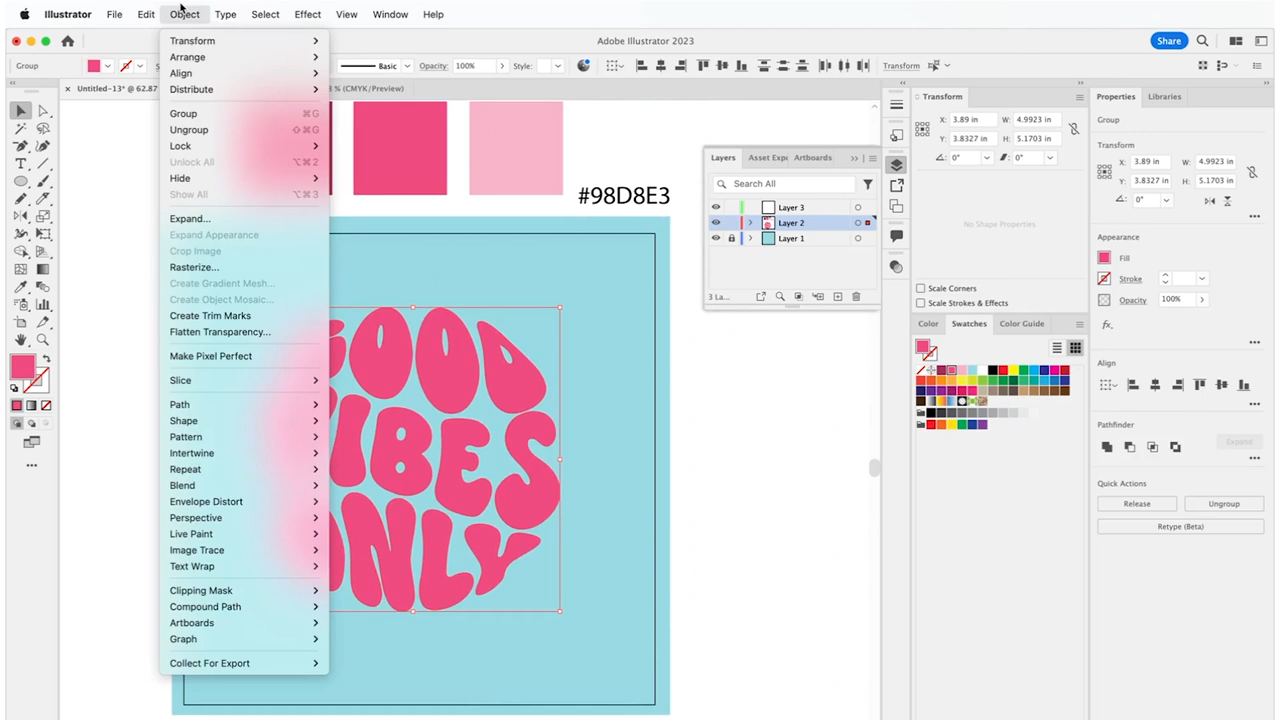 Illustrator File Edit Object Type Select Effect View Window Help
Adobe Illustrator 2023
Share
Group
Basic
Opacity: 100%
Style:
Transform
Untitled-13* @ 62.87
% (CMYK/Preview)
Transform
Arrange
Align
Distribute
Group ⌘G
Ungroup ⇧⌘G
Lock
Unlock All ⌥⌘2
Hide
Show All ⌥⌘3
Expand...
Expand Appearance
Crop Image
Rasterize...
Create Gradient Mesh...
Create Object Mosaic...
Create Trim Marks
Flatten Transparency...
Make Pixel Perfect
Slice
Path
Shape
Pattern
Intertwine
Repeat
Blend
Envelope Distort
Perspective
Live Paint
Image Trace
Text Wrap
Clipping Mask
Compound Path
Artboards
Graph
Collect For Export
#98D8E3
OOD
IBES
NLY
Layers Asset Exp Artboards
Search All
Layer 3
Layer 2
Layer 1
3 La...
Transform
X: 3.89 in W: 4.9923 in
Y: 3.8327 in H: 5.1703 in
0° 0°
No Shape Properties
Scale Corners
Scale Strokes & Effects
Color Swatches Color Guide
Properties Libraries
Group
Transform
X: 3.89 in W: 4.9923 in
Y: 3.8327 in H: 5.1703 in
0°
Appearance
Fill
Stroke
Opacity 100%
fx.
Align
Pathfinder
Expand
Quick Actions
Release Ungroup
Retype (Beta)